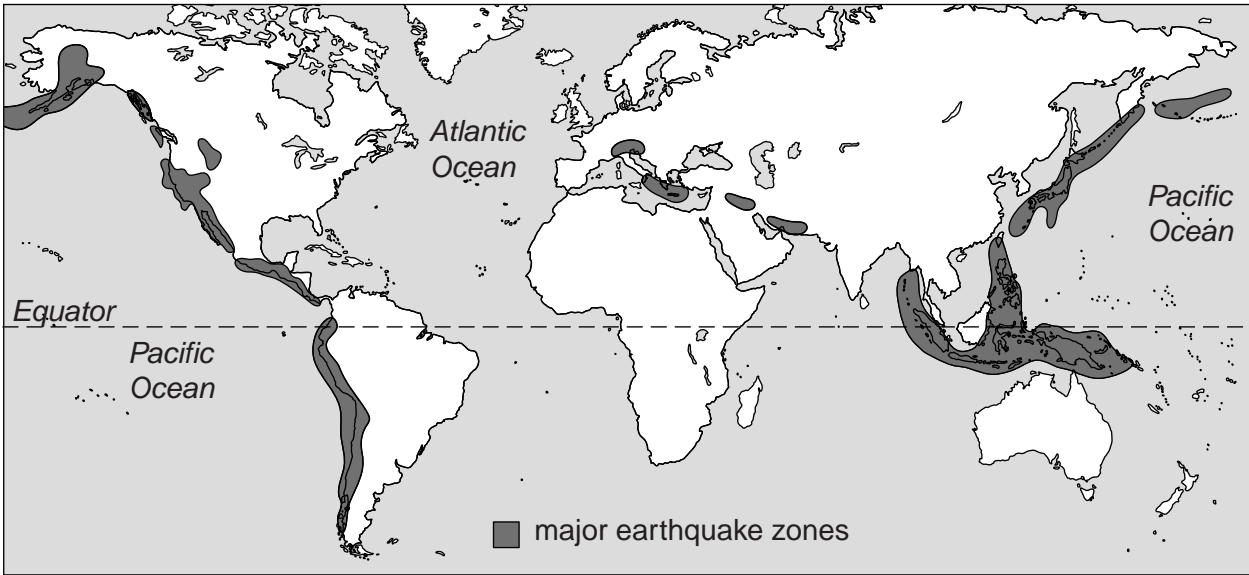 Atlantic
Ocean
Pacific
Ocean
Equator
Pacific
Ocean
major earthquake zones